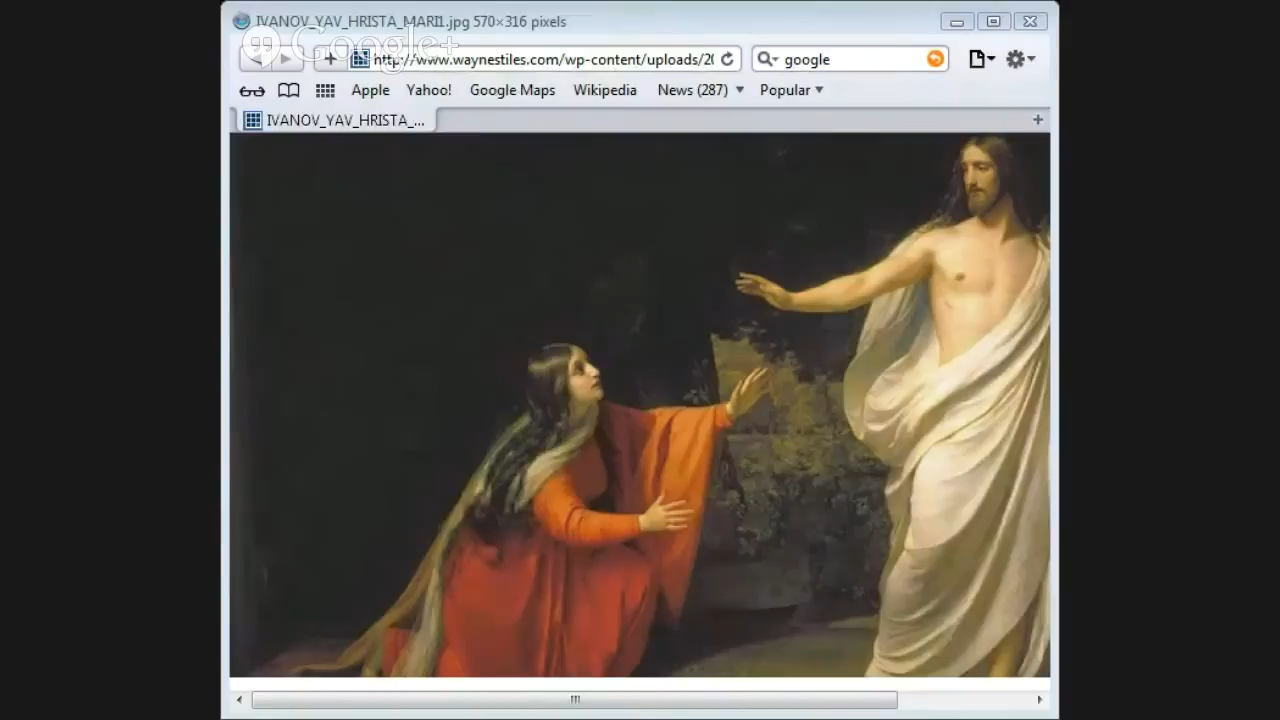 IVANOV_YAV_HRISTA_MARI1.jpg 570×316 pixels
Google+
http://www.waynestiles.com/wp-content/uploads/20
google
Apple Yahoo! Google Maps Wikipedia News (287) Popular
IVANOV_YAV_HRISTA_...